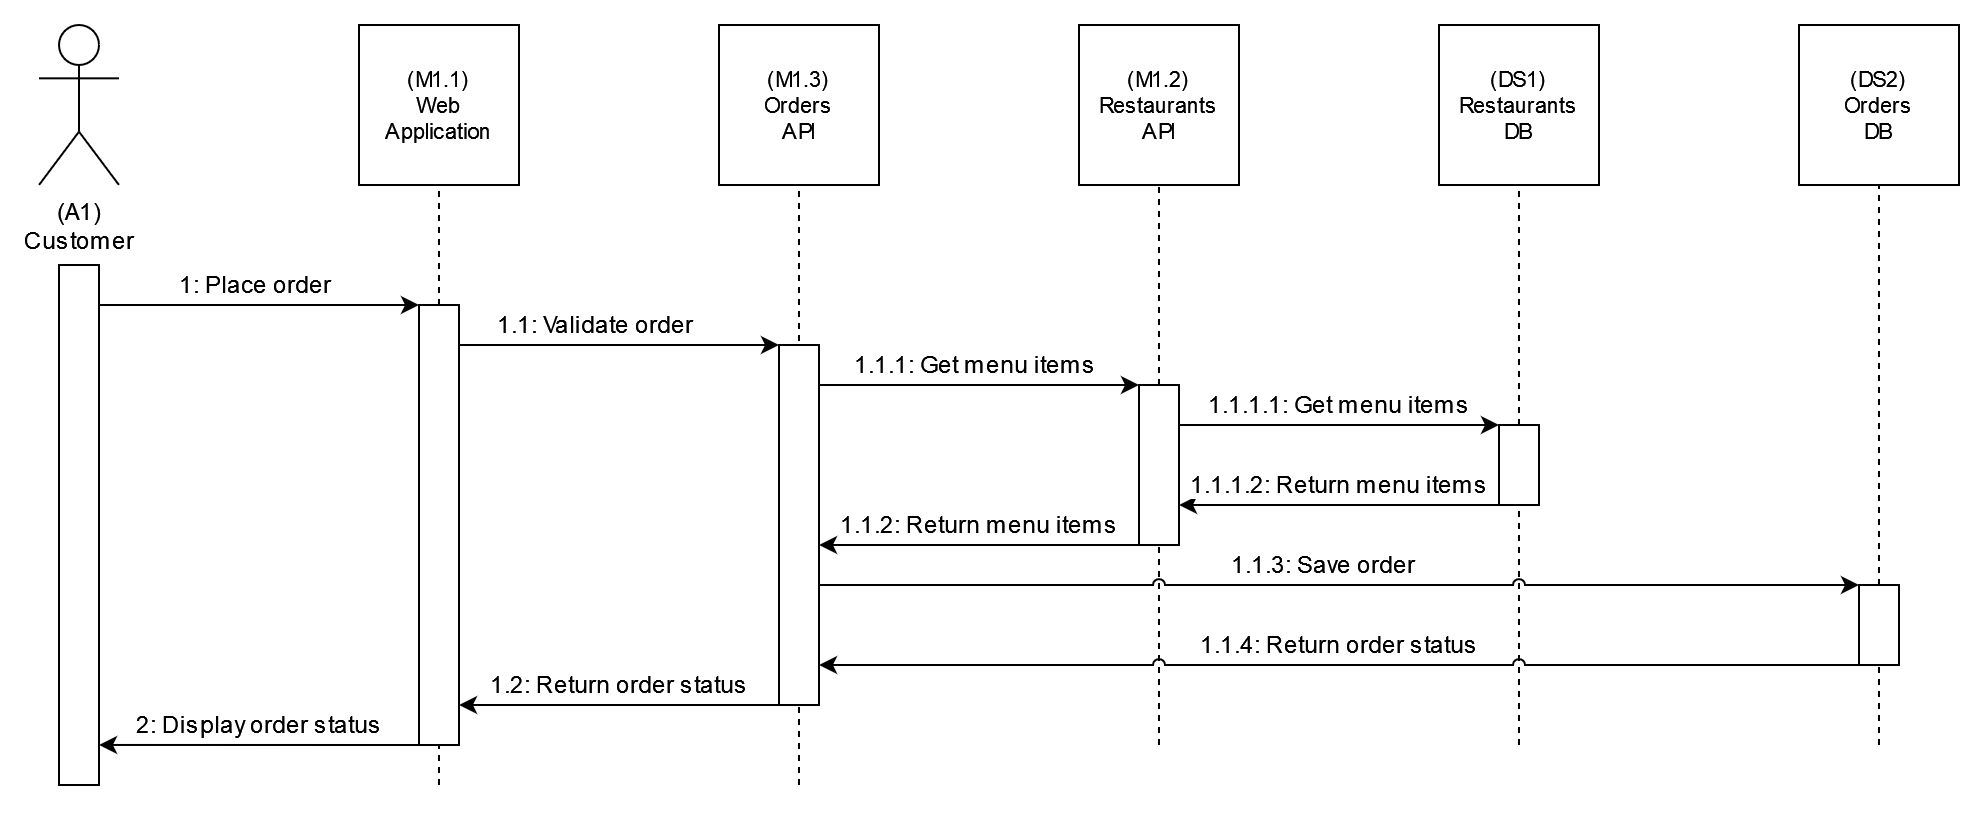 (A1)
Customer
(M1.1)
Web
Application
(M1.3)
Orders
API
(M1.2)
Restaurants
API
(DS1)
Restaurants
DB
(DS2)
Orders
DB
1: Place order
1.1: Validate order
1.1.1: Get menu items
1.1.1.1: Get menu items
1.1.1.2: Return menu items
1.1.2: Return menu items
1.1.3: Save order
1.1.4: Return order status
1.2: Return order status
2: Display order status